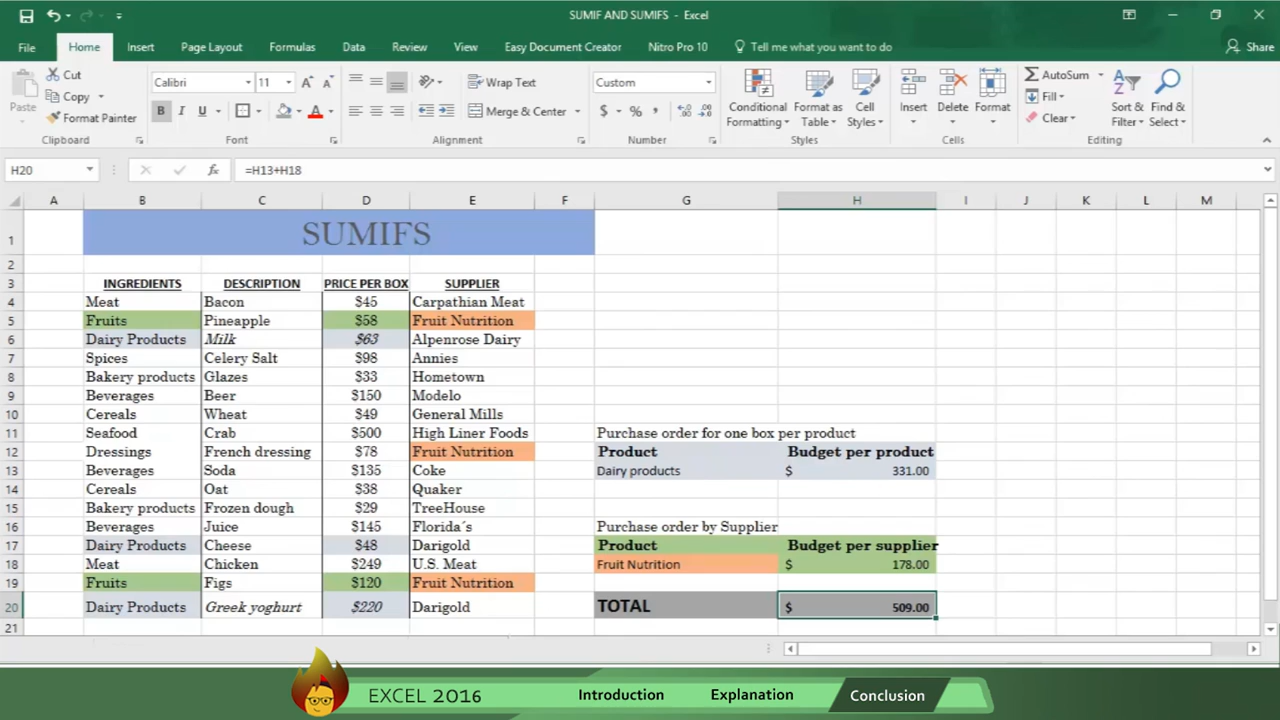 SUMIF AND SUMIFS - Excel
File Home Insert Page Layout Formulas Data Review View Easy Document Creator Nitro Pro 10 Tell me what you want to do Share
Paste Cut Copy Format Painter
Calibri 11 B I U A
Wrap Text Merge & Center
Custom $ % ,
Conditional Formatting Format as Table Cell Styles
Insert Delete Format
AutoSum Fill Clear Sort & Filter Find & Select
Clipboard Font Alignment Number Styles Cells Editing
H20 fx =H13+H18
A B C D E F G H I J K L M
1 SUMIFS
2
3 INGREDIENTS DESCRIPTION PRICE PER BOX SUPPLIER
4 Meat Bacon $45 Carpathian Meat
5 Fruits Pineapple $58 Fruit Nutrition
6 Dairy Products Milk $63 Alpenrose Dairy
7 Spices Celery Salt $98 Annies
8 Bakery products Glazes $33 Hometown
9 Beverages Beer $150 Modelo
10 Cereals Wheat $49 General Mills
11 Seafood Crab $500 High Liner Foods Purchase order for one box per product
12 Dressings French dressing $78 Fruit Nutrition Product Budget per product
13 Beverages Soda $135 Coke Dairy products $ 331.00
14 Cereals Oat $38 Quaker
15 Bakery products Frozen dough $29 TreeHouse
16 Beverages Juice $145 Florida´s Purchase order by Supplier
17 Dairy Products Cheese $48 Darigold Product Budget per supplier
18 Meat Chicken $249 U.S. Meat Fruit Nutrition $ 178.00
19 Fruits Figs $120 Fruit Nutrition
20 Dairy Products Greek yoghurt $220 Darigold TOTAL $ 509.00
21
EXCEL 2016 Introduction Explanation Conclusion